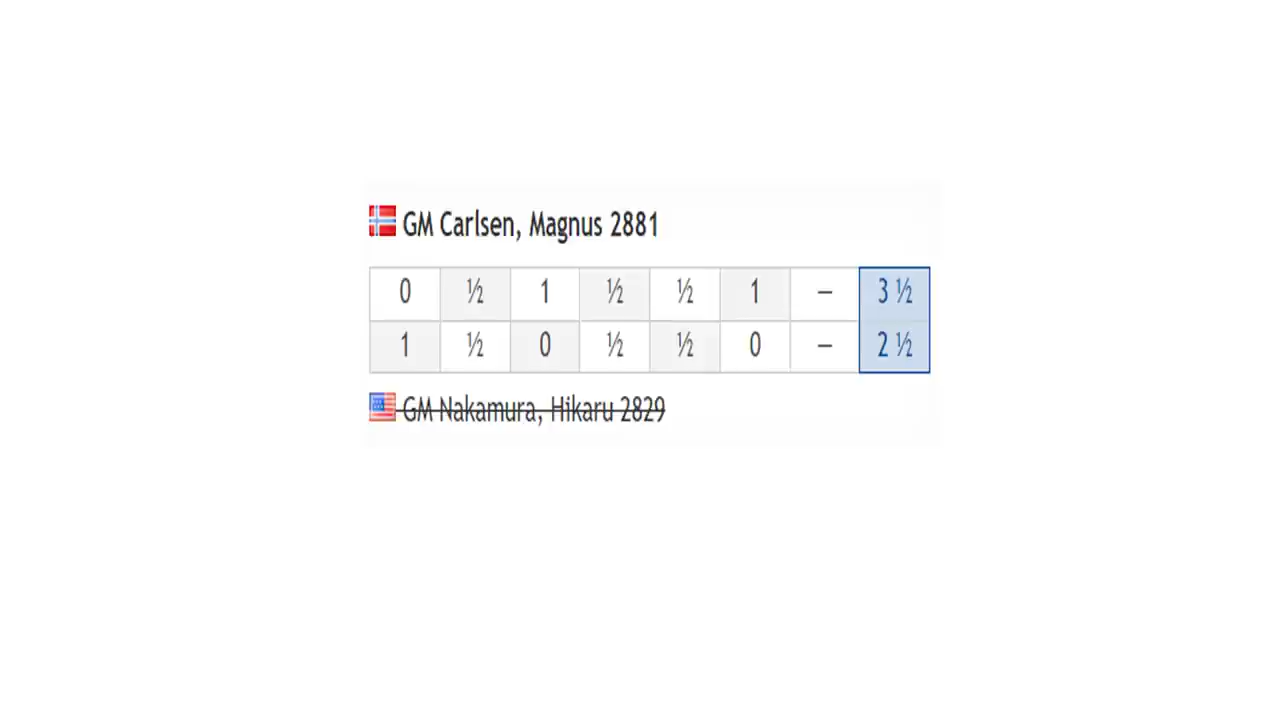 GM Carlsen, Magnus 2881
0 ½ 1 ½ ½ 1 – 3 ½
1 ½ 0 ½ ½ 0 – 2 ½
GM Nakamura, Hikaru 2829